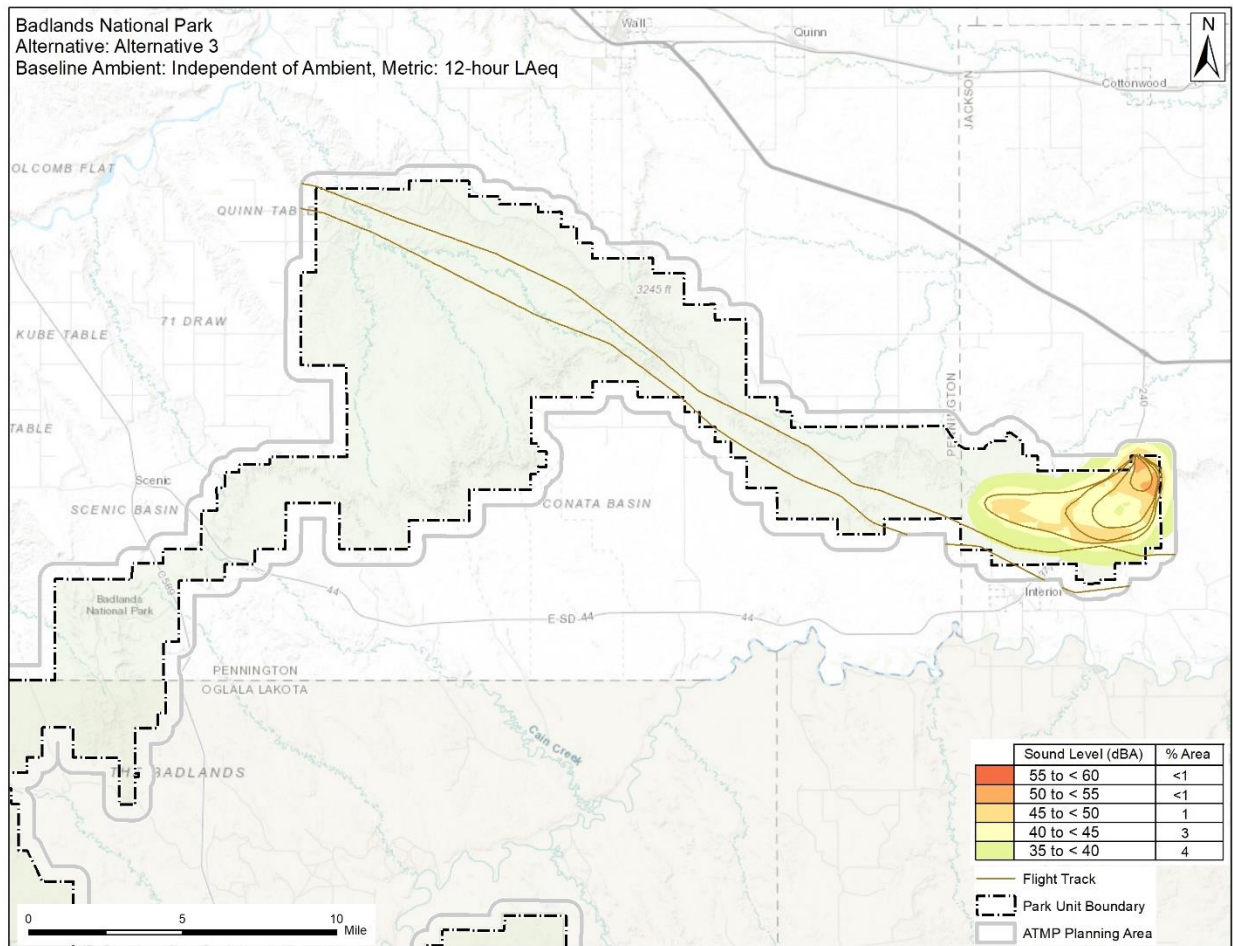 Badlands National Park
Alternative: Alternative 3
Baseline Ambient: Independent of Ambient, Metric: 12-hour LAeq
N
Wall
Quinn
Cottonwood
JACKSON
OLCOMB FLAT
QUINN TABLE
3245 ft
71 DRAW
KUBE TABLE
240
PENNINGTON
TABLE
Scenic
SCENIC BASIN
CONATA BASIN
Badlands
National Park
44
E SD 44
44
377
Interior
PENNINGTON
OGLALA LAKOTA
Cain Creek
THE BADLANDS
Sound Level (dBA) % Area
55 to < 60 <1
50 to < 55 <1
45 to < 50 1
40 to < 45 3
35 to < 40 4
Flight Track
Park Unit Boundary
ATMP Planning Area
0 5 10
Mile